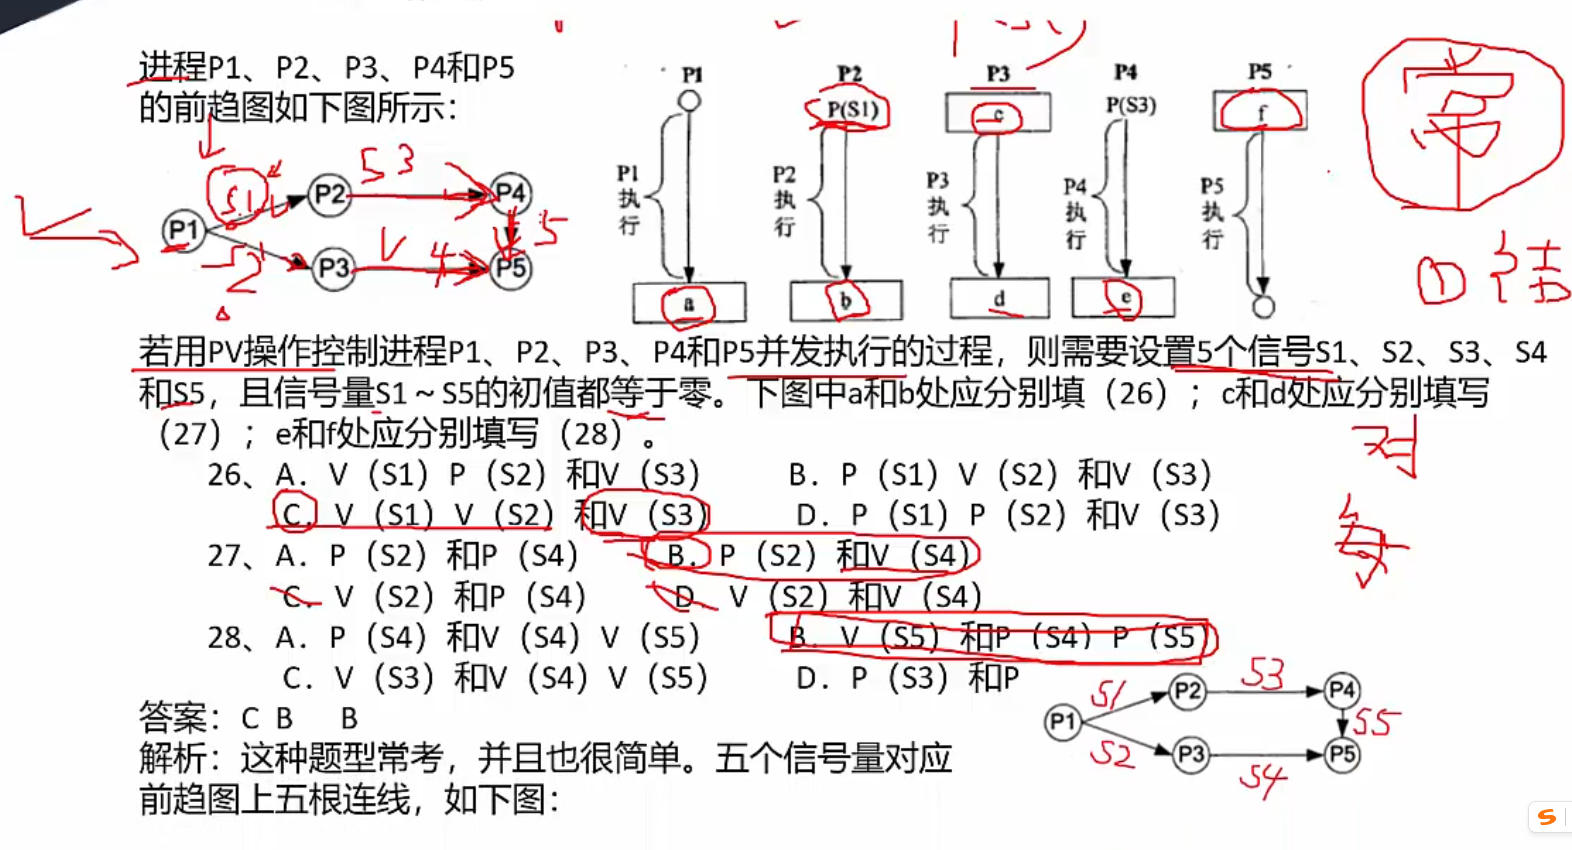 进程P1、P2、P3、P4和P5
的前趋图如下图所示：
S1 S3
P1 P2 P4
S2 4 5
P3 P5
P1 P2 P3 P4 P5
P(S1) c P(S3) f
P1执行 P2执行 P3执行 P4执行 P5执行
a b d e
①
若用PV操作控制进程P1、P2、P3、P4和P5并发执行的过程，则需要设置5个信号S1、S2、S3、S4
和S5，且信号量S1～S5的初值都等于零。下图中a和b处应分别填（26）；c和d处应分别填写
（27）；e和f处应分别填写（28）。
26、A．V（S1）P（S2）和V（S3） B．P（S1）V（S2）和V（S3）
C．V（S1）V（S2）和V（S3） D．P（S1）P（S2）和V（S3）
27、A．P（S2）和P（S4） B．P（S2）和V（S4）
C．V（S2）和P（S4） D．V（S2）和V（S4）
28、A．P（S4）和V（S4）V（S5） B．V（S5）和P（S4）P（S5）
C．V（S3）和V（S4）V（S5） D．P（S3）和P
答案：C B B
解析：这种题型常考，并且也很简单。五个信号量对应
前趋图上五根连线，如下图：
S1 P2 S3 P4
P1 S5
S2 P3 S4 P5